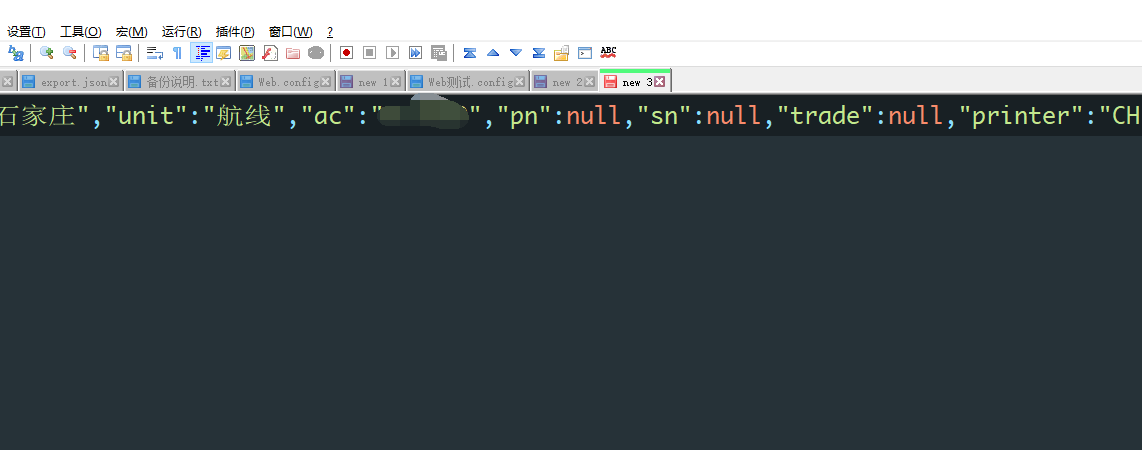 设置(T) 工具(O) 宏(M) 运行(R) 插件(P) 窗口(W) ?
ABC
export.json 备份说明.txt Web.config new 1 Web测试.config new 2 new 3
石家庄","unit":"航线","ac":"","pn":null,"sn":null,"trade":null,"printer":"CH